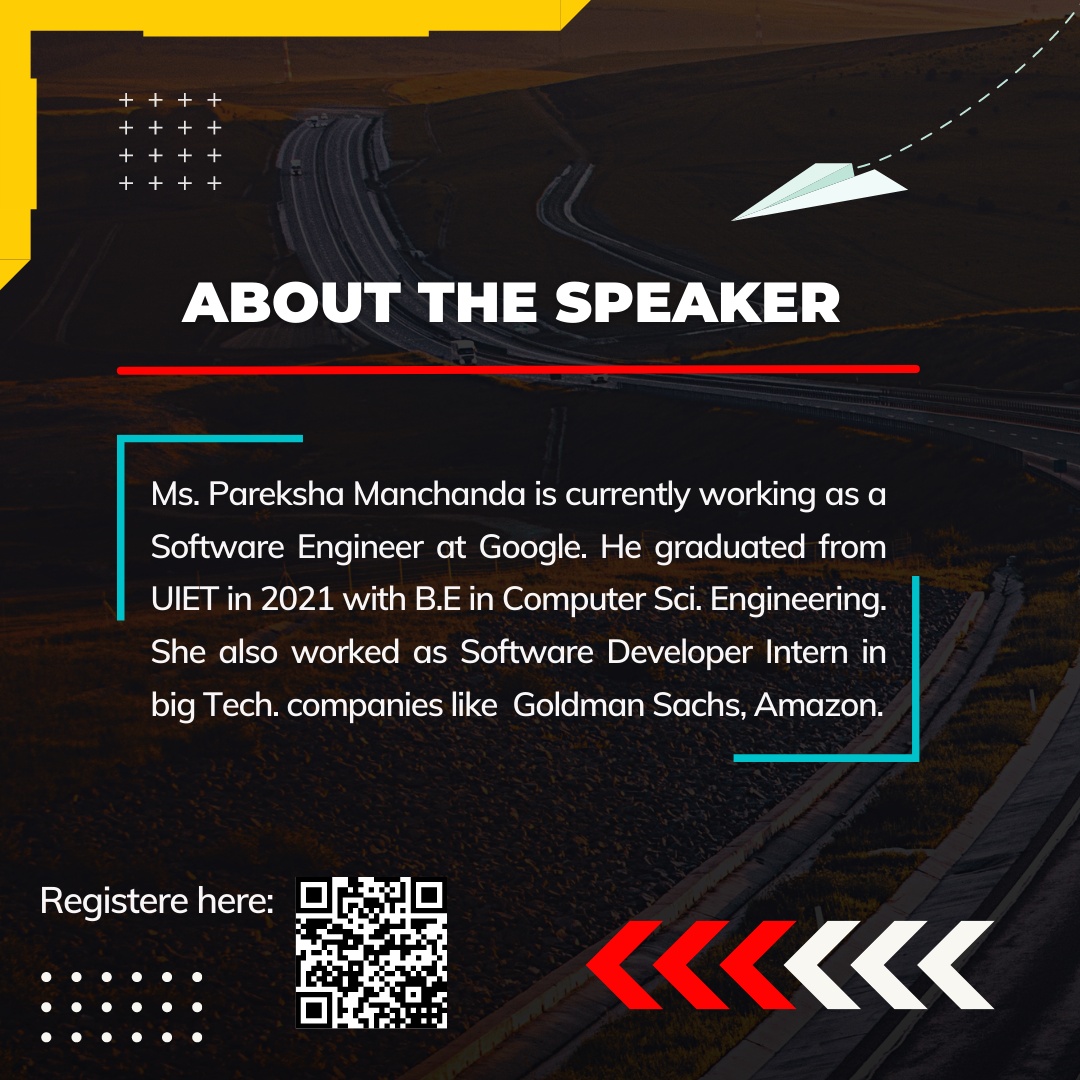 ABOUT THE SPEAKER
Ms. Pareksha Manchanda is currently working as a
Software Engineer at Google. He graduated from
UIET in 2021 with B.E in Computer Sci. Engineering.
She also worked as Software Developer Intern in
big Tech. companies like  Goldman Sachs, Amazon.
Registere here: